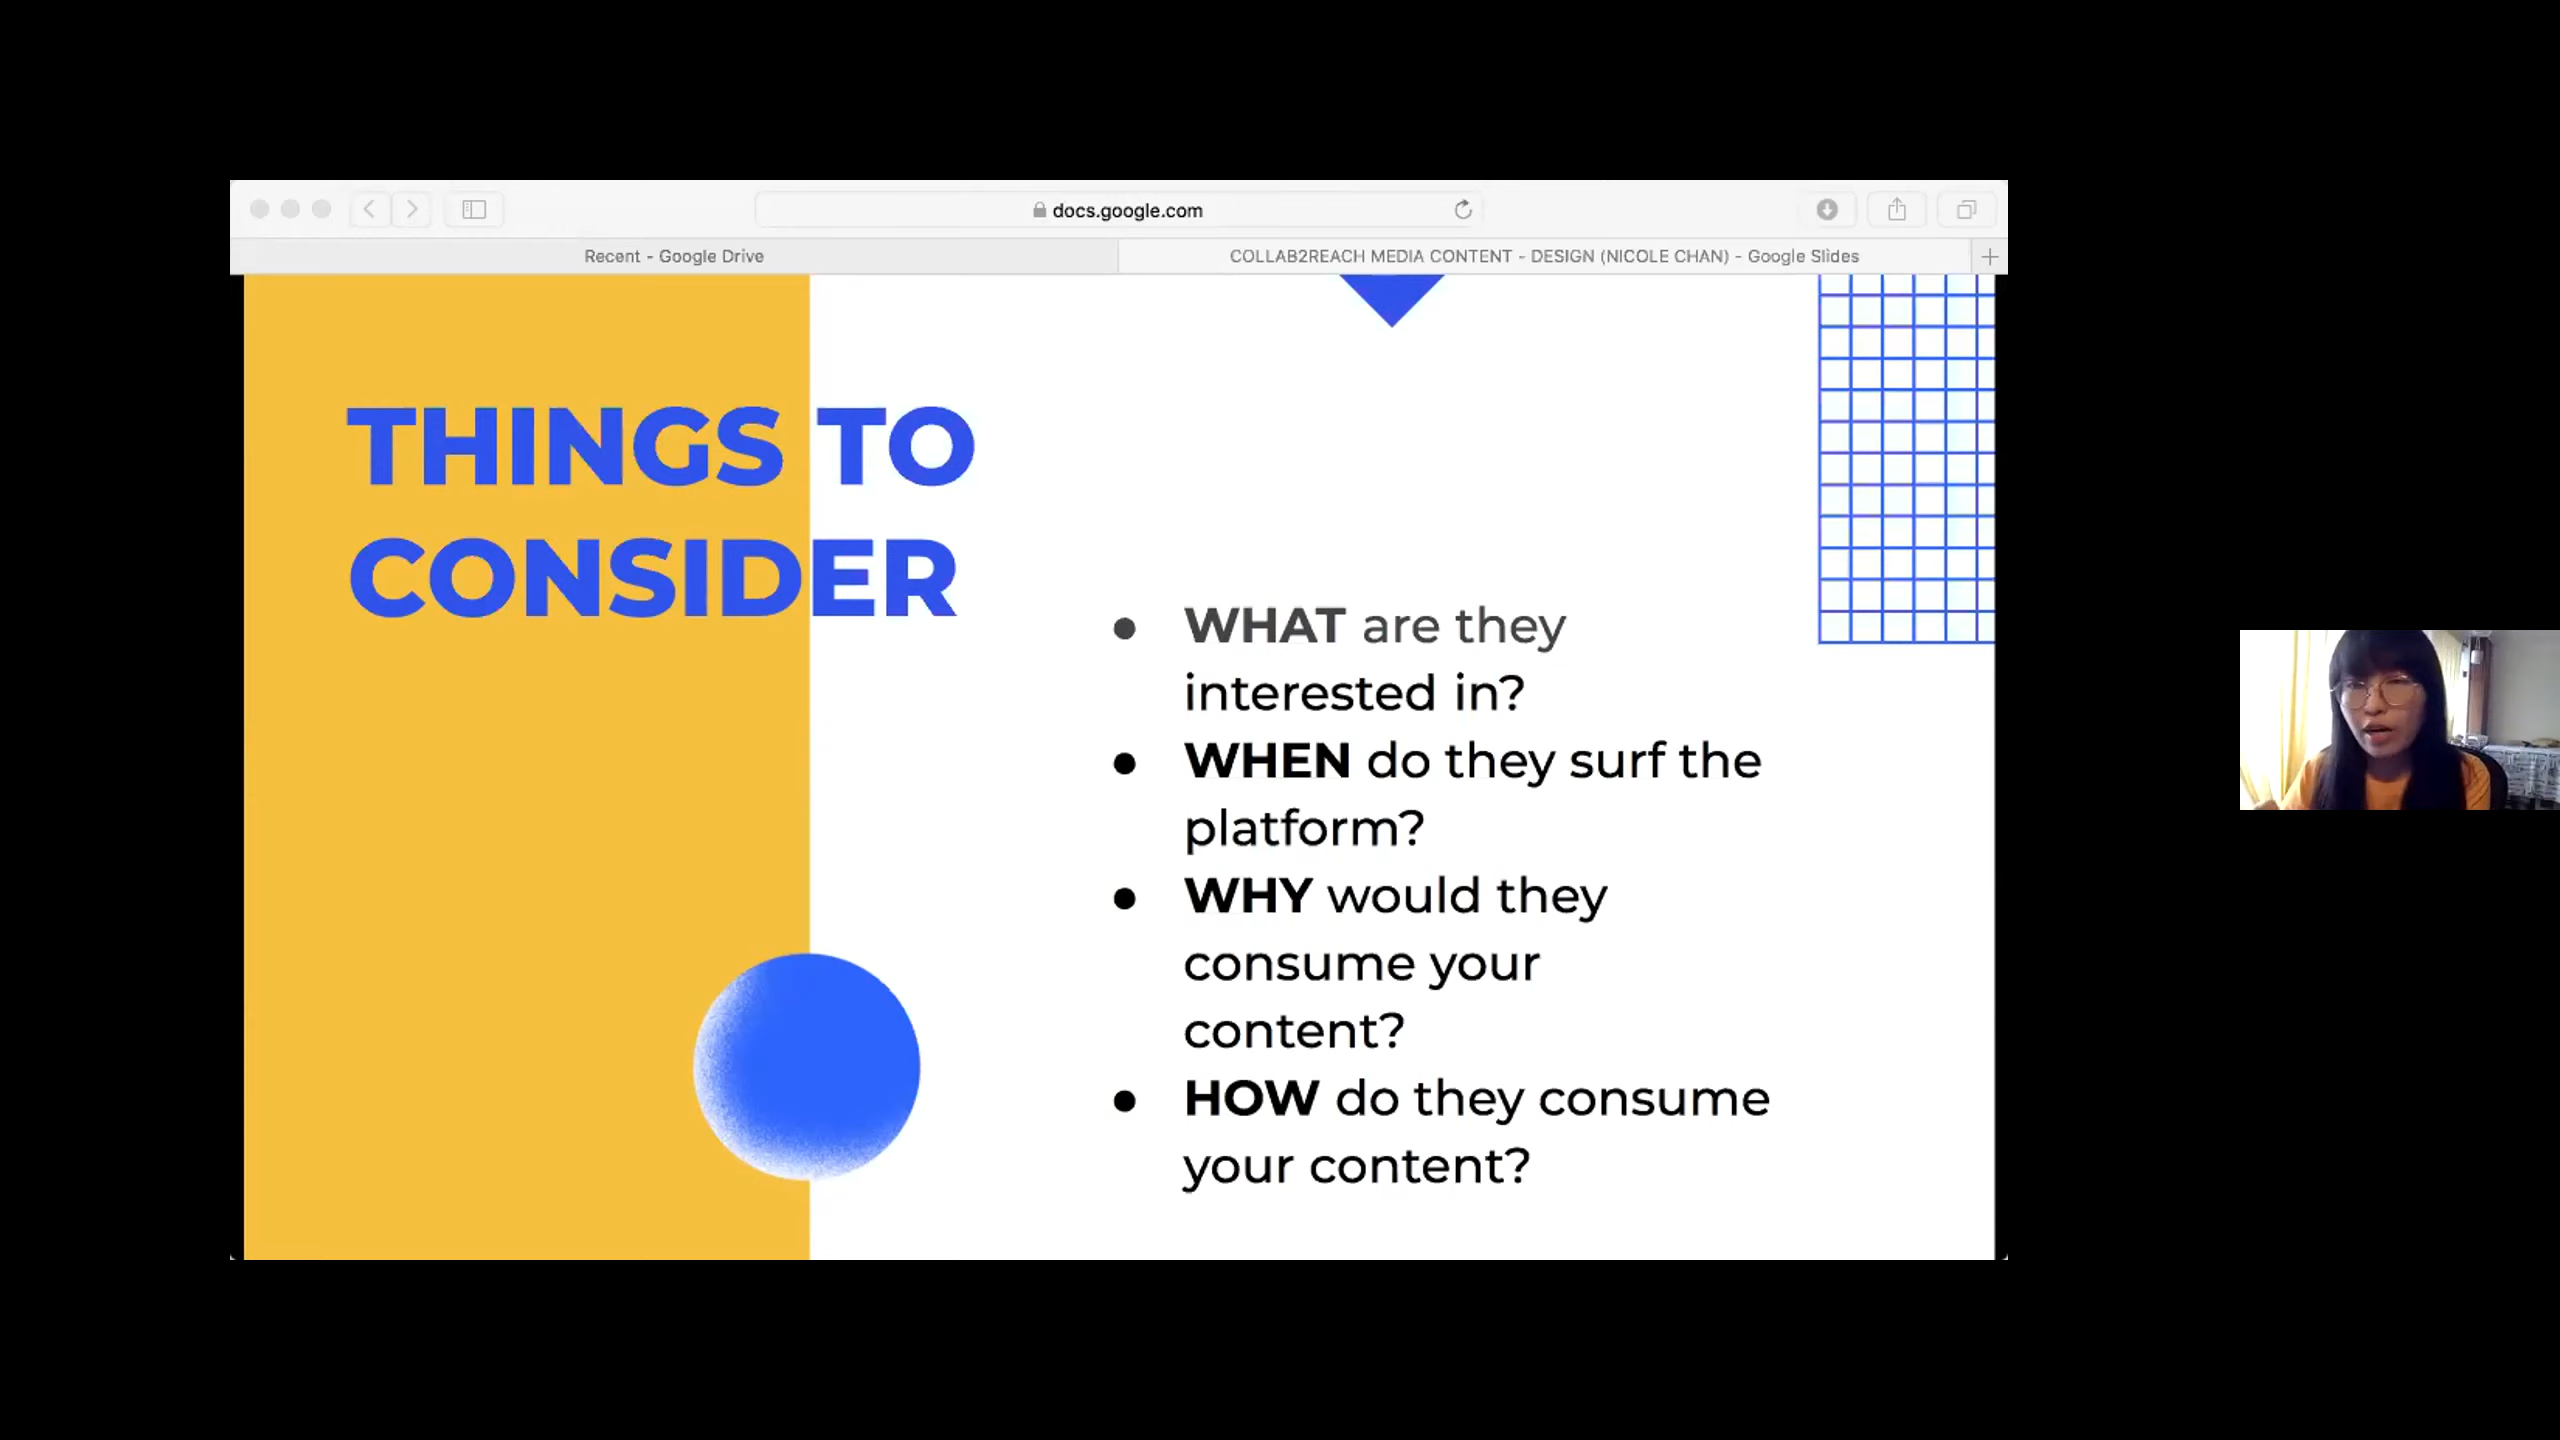 docs.google.com
Recent - Google Drive
COLLAB2REACH MEDIA CONTENT - DESIGN (NICOLE CHAN) - Google Slides
THINGS TO
CONSIDER
● WHAT are they
interested in?
● WHEN do they surf the
platform?
● WHY would they
consume your
content?
● HOW do they consume
your content?